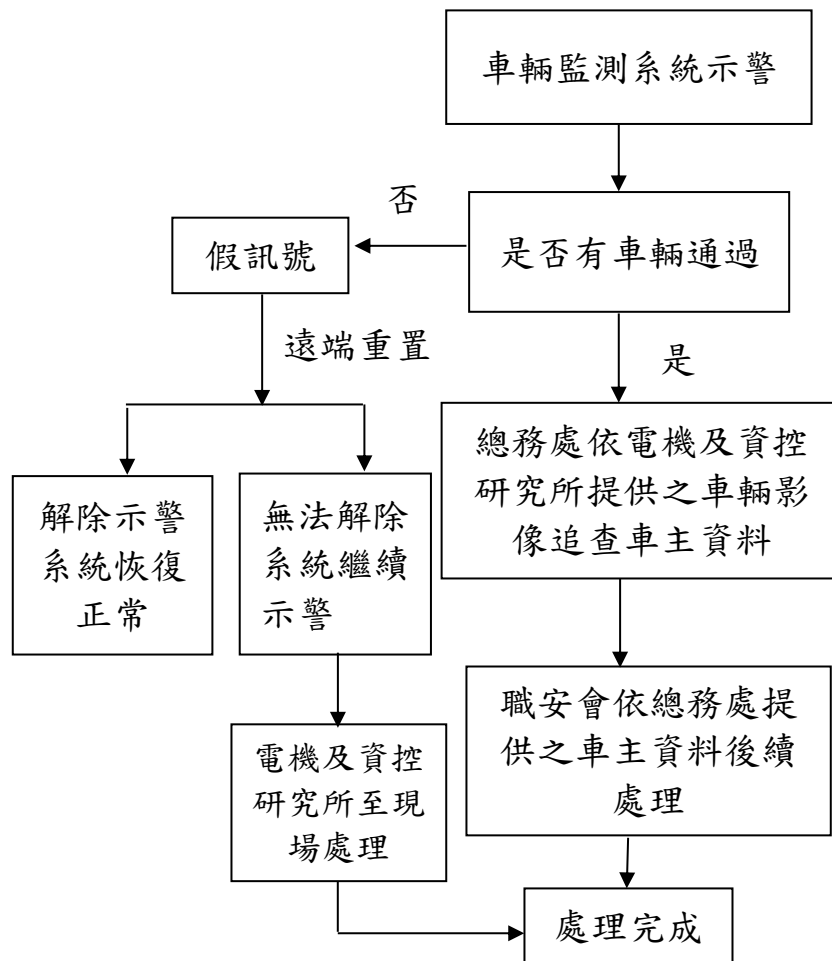 車輛監測系統示警
否
假訊號
是否有車輛通過
遠端重置
是
解除示警
系統恢復
正常
無法解除
系統繼續
示警
總務處依電機及資控
研究所提供之車輛影
像追查車主資料
電機及資控
研究所至現
場處理
職安會依總務處提
供之車主資料後續
處理
處理完成